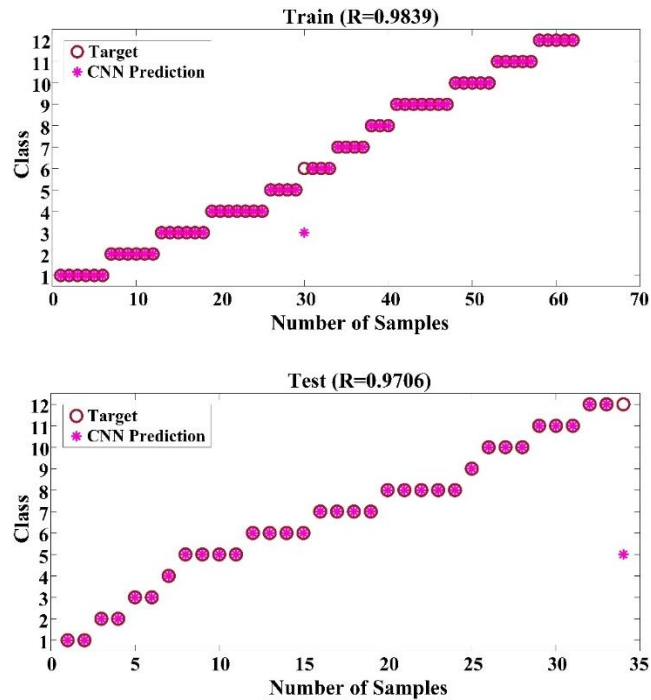 Train (R=0.9839)
12
11
10
9
8
7
6
5
4
3
2
1
Class
Target
CNN Prediction
0 10 20 30 40 50 60 70
Number of Samples
Test (R=0.9706)
12
11
10
9
8
7
6
5
4
3
2
1
Class
Target
CNN Prediction
0 5 10 15 20 25 30 35
Number of Samples